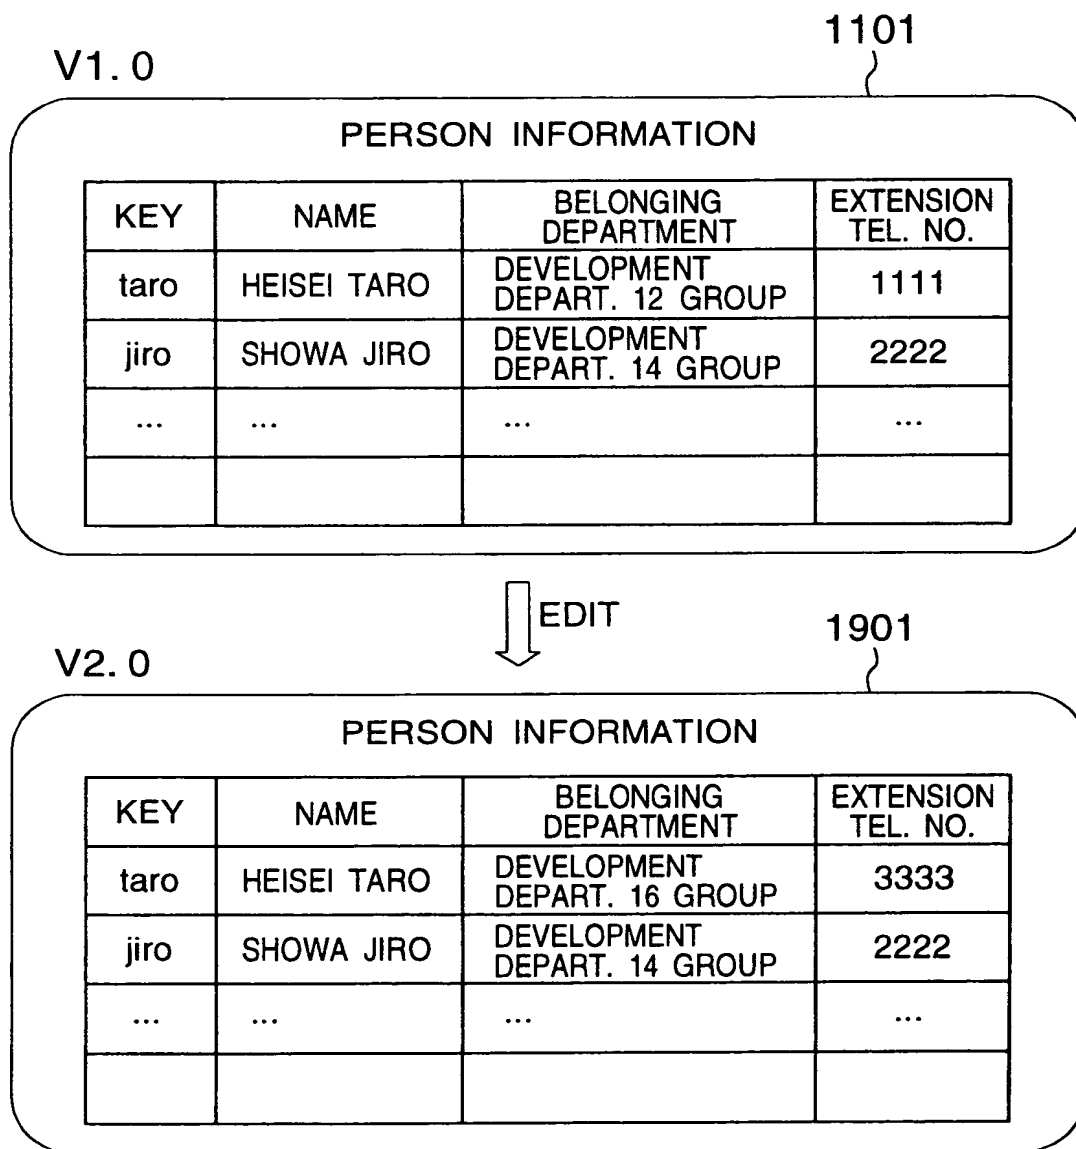 1101
V1.0
PERSON INFORMATION
KEY NAME BELONGING DEPARTMENT EXTENSION TEL. NO.
taro HEISEI TARO DEVELOPMENT DEPART. 12 GROUP 1111
jiro SHOWA JIRO DEVELOPMENT DEPART. 14 GROUP 2222
... ... ... ...
EDIT
1901
V2.0
PERSON INFORMATION
KEY NAME BELONGING DEPARTMENT EXTENSION TEL. NO.
taro HEISEI TARO DEVELOPMENT DEPART. 16 GROUP 3333
jiro SHOWA JIRO DEVELOPMENT DEPART. 14 GROUP 2222
... ... ... ...